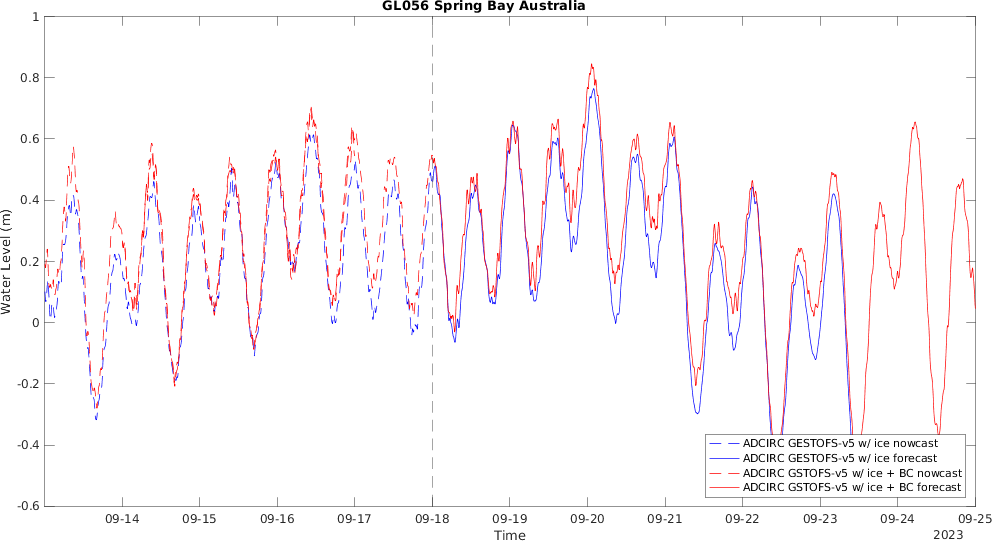 GL056 Spring Bay Australia
1
0.8
0.6
0.4
0.2
0
-0.2
-0.4
-0.6
Water Level (m)
ADCIRC GESTOFS-v5 w/ ice nowcast
ADCIRC GESTOFS-v5 w/ ice forecast
ADCIRC GSTOFS-v5 w/ ice + BC nowcast
ADCIRC GSTOFS-v5 w/ ice + BC forecast
09-14 09-15 09-16 09-17 09-18 09-19 09-20 09-21 09-22 09-23 09-24 09-25
Time
2023